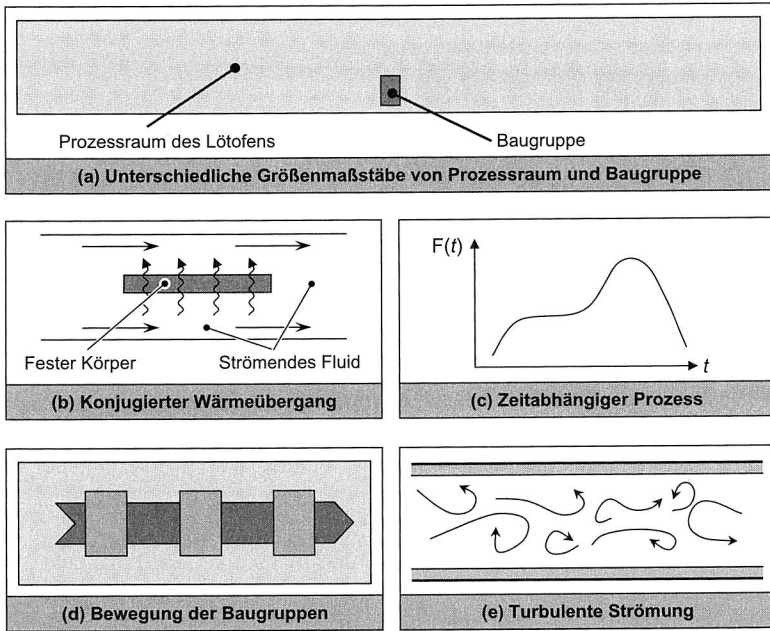 Prozessraum des Lötofens
Baugruppe
(a) Unterschiedliche Größenmaßstäbe von Prozessraum und Baugruppe
Fester Körper
Strömendes Fluid
(b) Konjugierter Wärmeübergang
F(t)
t
(c) Zeitabhängiger Prozess
(d) Bewegung der Baugruppen
(e) Turbulente Strömung